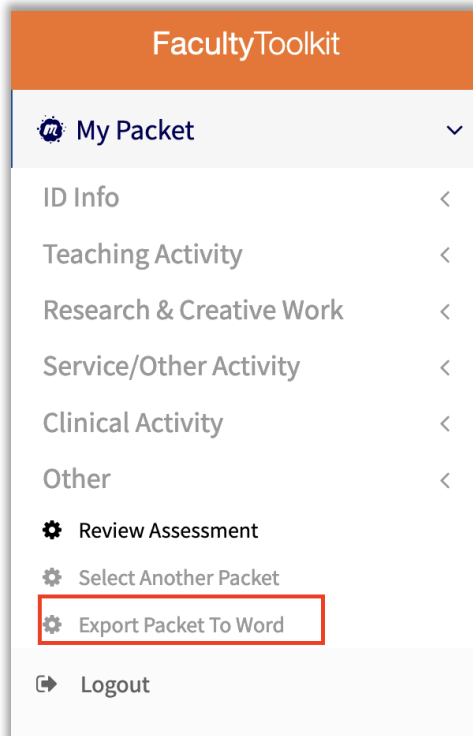 FacultyToolkit
My Packet
ID Info
Teaching Activity
Research & Creative Work
Service/Other Activity
Clinical Activity
Other
Review Assessment
Select Another Packet
Export Packet To Word
Logout